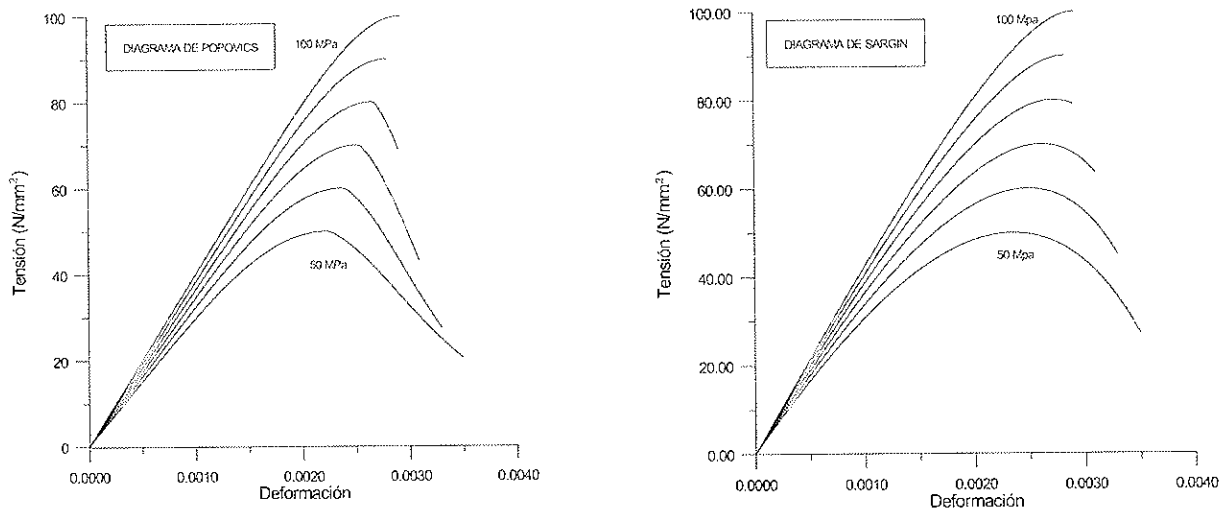 DIAGRAMA DE POPOVICS
100 MPa
50 MPa
Tensión (N/mm²)
100
80
60
40
20
0
0.0000
0.0010
0.0020
0.0030
0.0040
Deformación
DIAGRAMA DE SARGIN
100 Mpa
50 Mpa
Tensión (N/mm²)
100.00
80.00
60.00
40.00
20.00
0.00
0.0000
0.0010
0.0020
0.0030
0.0040
Deformación